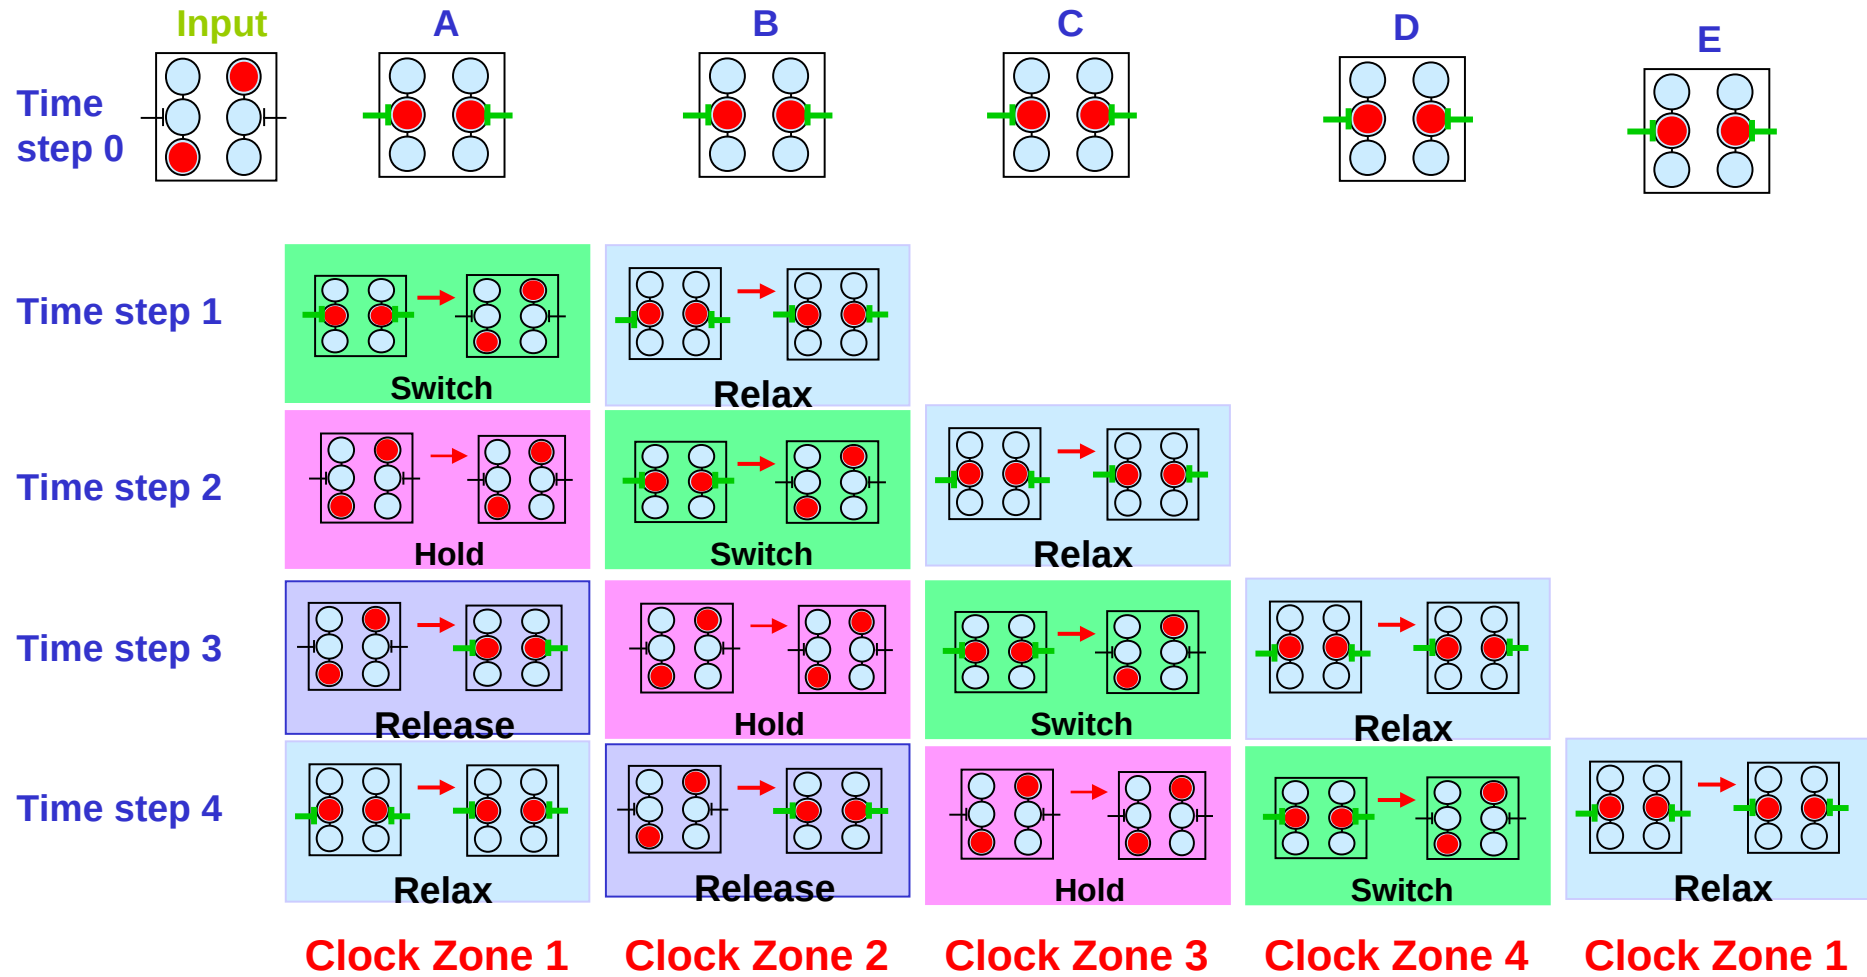 Input
A
B
C
D
E
Time
step 0
Time step 1
Switch
Relax
Time step 2
Hold
Switch
Relax
Time step 3
Release
Hold
Switch
Relax
Time step 4
Relax
Release
Hold
Switch
Relax
Clock Zone 1
Clock Zone 2
Clock Zone 3
Clock Zone 4
Clock Zone 1